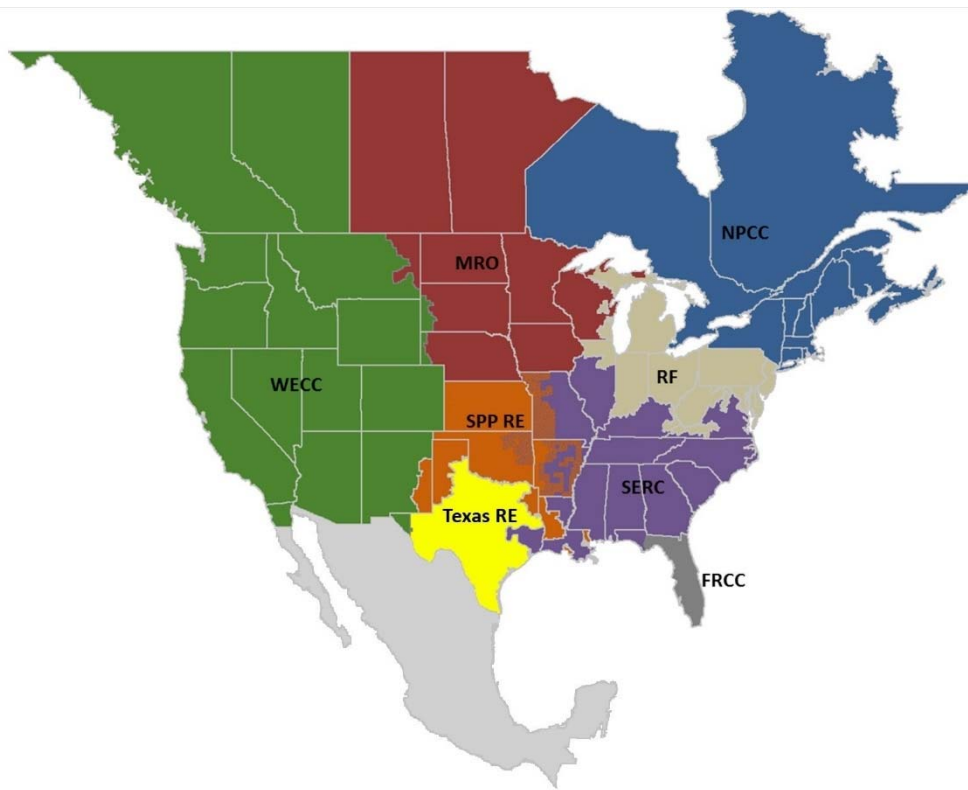 NPCC
MRO
RF
WECC
SPP RE
SERC
Texas RE
FRCC